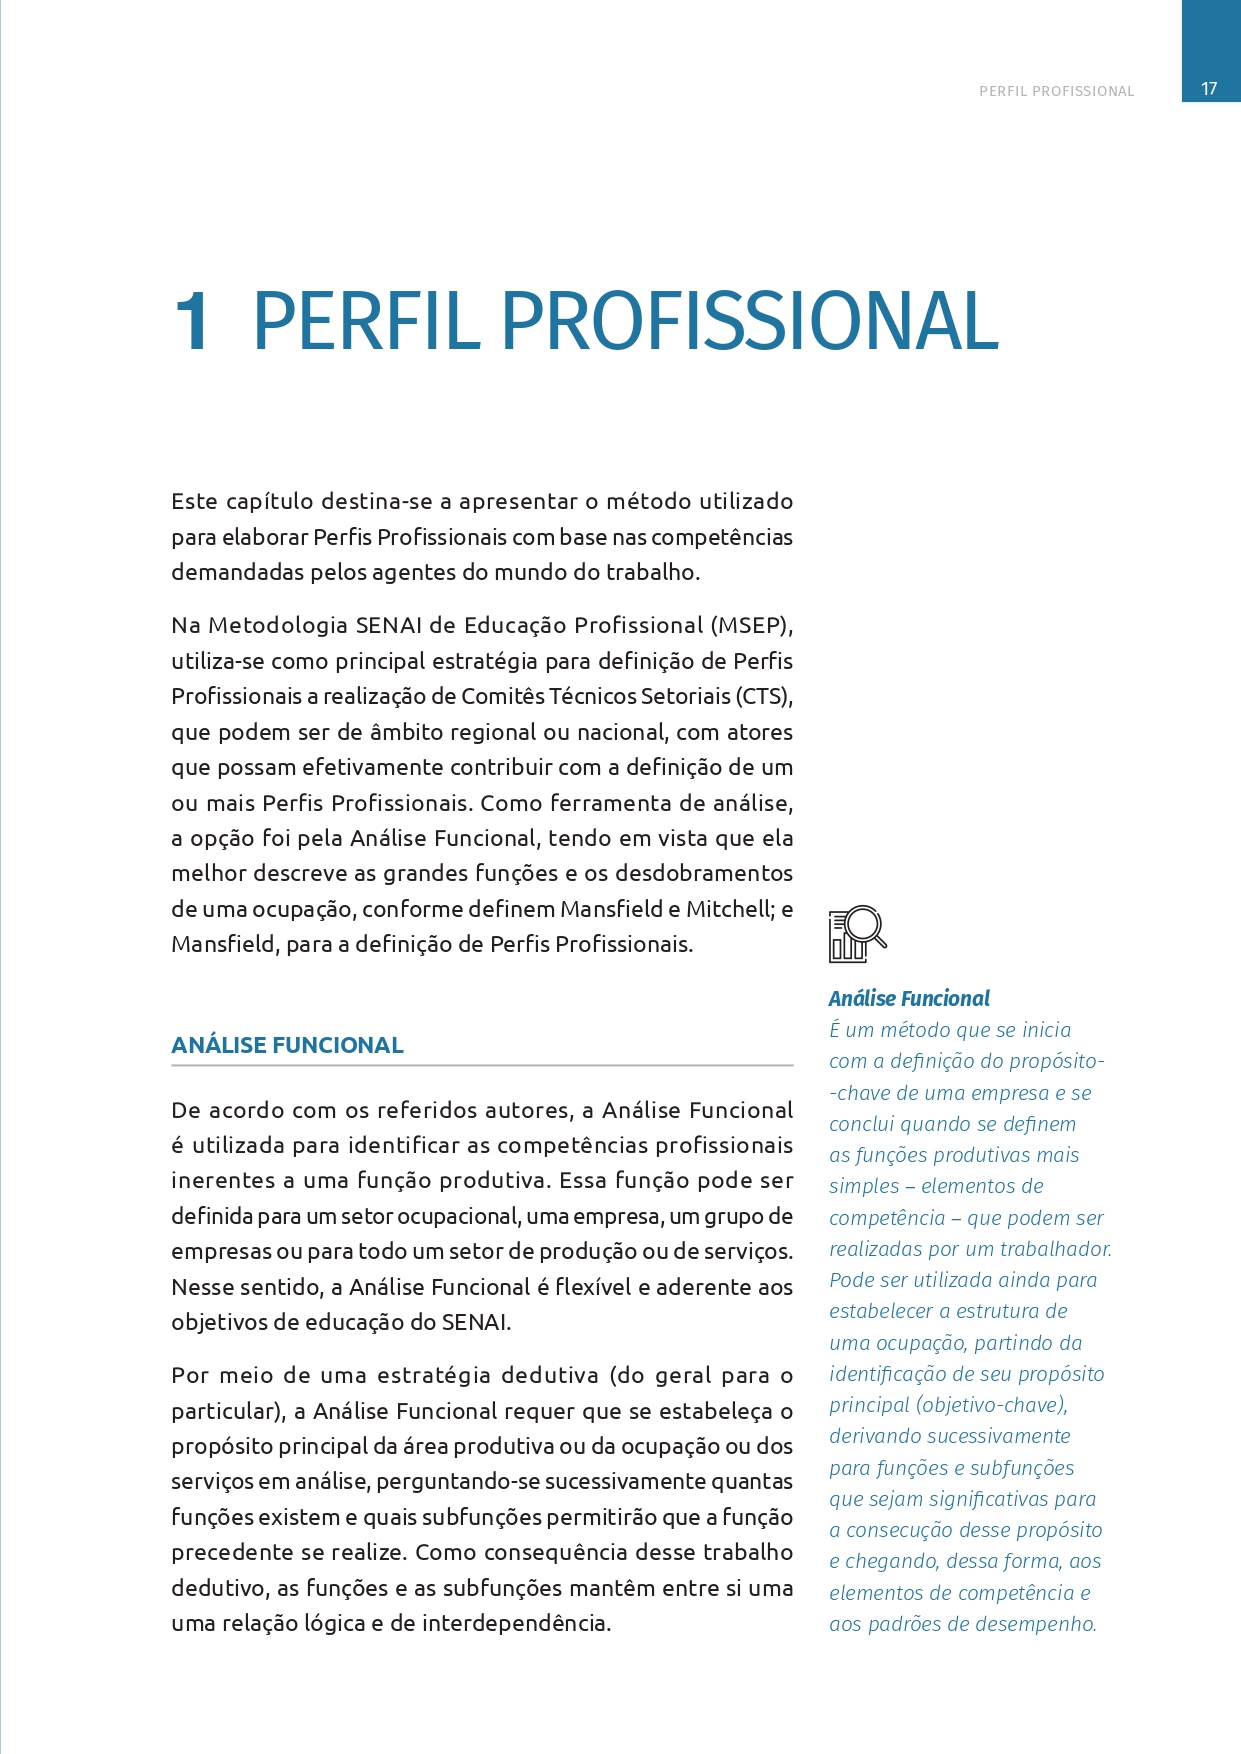 PERFIL PROFISSIONAL
17
1 PERFIL PROFISSIONAL
Este capítulo destina-se a apresentar o método utilizado
para elaborar Perfis Profissionais com base nas competências
demandadas pelos agentes do mundo do trabalho.
Na Metodologia SENAI de Educação Profissional (MSEP),
utiliza-se como principal estratégia para definição de Perfis
Profissionais a realização de Comitês Técnicos Setoriais (CTS),
que podem ser de âmbito regional ou nacional, com atores
que possam efetivamente contribuir com a definição de um
ou mais Perfis Profissionais. Como ferramenta de análise,
a opção foi pela Análise Funcional, tendo em vista que ela
melhor descreve as grandes funções e os desdobramentos
de uma ocupação, conforme definem Mansfield e Mitchell; e
Mansfield, para a definição de Perfis Profissionais.
ANÁLISE FUNCIONAL
De acordo com os referidos autores, a Análise Funcional
é utilizada para identificar as competências profissionais
inerentes a uma função produtiva. Essa função pode ser
definida para um setor ocupacional, uma empresa, um grupo de
empresas ou para todo um setor de produção ou de serviços.
Nesse sentido, a Análise Funcional é flexível e aderente aos
objetivos de educação do SENAI.
Por meio de uma estratégia dedutiva (do geral para o
particular), a Análise Funcional requer que se estabeleça o
propósito principal da área produtiva ou da ocupação ou dos
serviços em análise, perguntando-se sucessivamente quantas
funções existem e quais subfunções permitirão que a função
precedente se realize. Como consequência desse trabalho
dedutivo, as funções e as subfunções mantêm entre si uma
uma relação lógica e de interdependência.
Análise Funcional
É um método que se inicia
com a definição do propósito-
-chave de uma empresa e se
conclui quando se definem
as funções produtivas mais
simples – elementos de
competência – que podem ser
realizadas por um trabalhador.
Pode ser utilizada ainda para
estabelecer a estrutura de
uma ocupação, partindo da
identificação de seu propósito
principal (objetivo-chave),
derivando sucessivamente
para funções e subfunções
que sejam significativas para
a consecução desse propósito
e chegando, dessa forma, aos
elementos de competência e
aos padrões de desempenho.